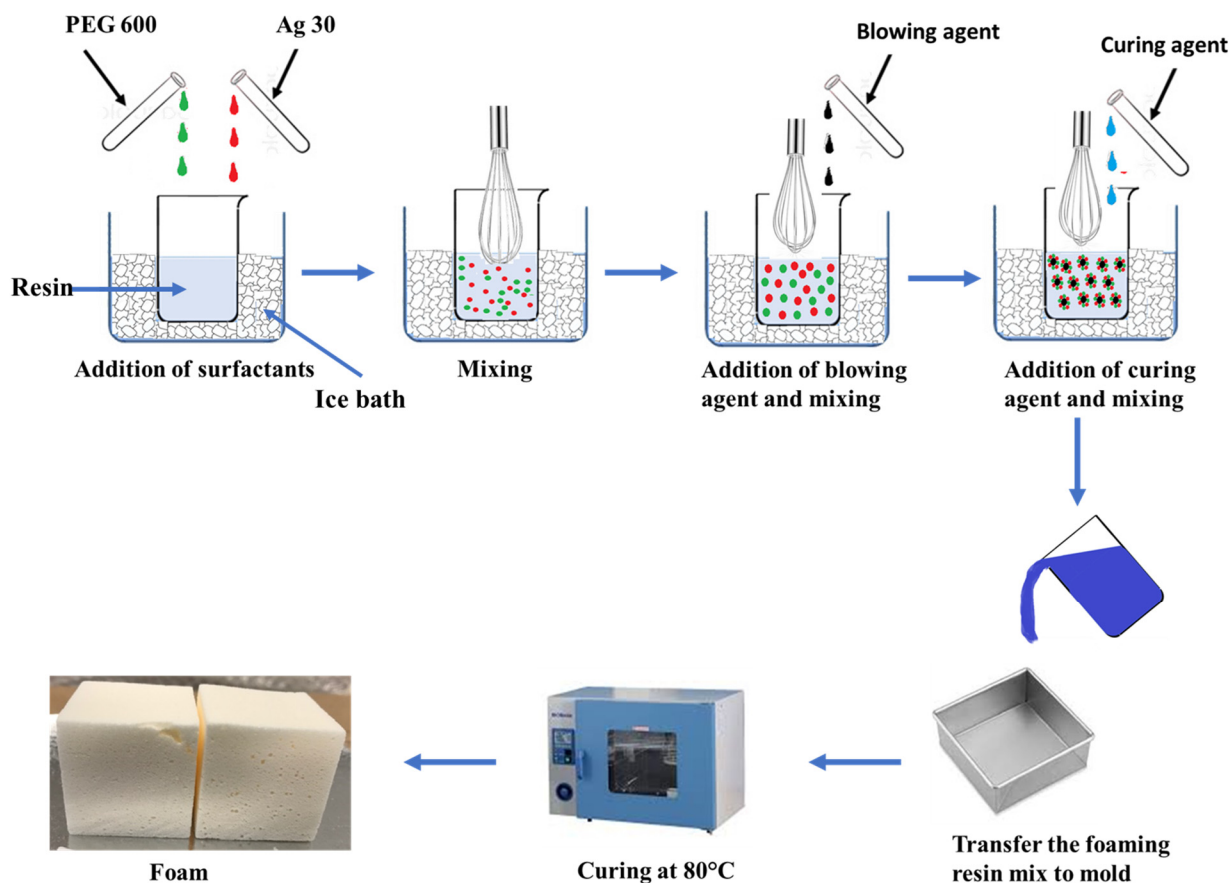 PEG 600
Ag 30
Blowing agent
Curing agent
Resin
Addition of surfactants
Ice bath
Mixing
Addition of blowing
agent and mixing
Addition of curing
agent and mixing
Transfer the foaming
resin mix to mold
Curing at 80°C
Foam